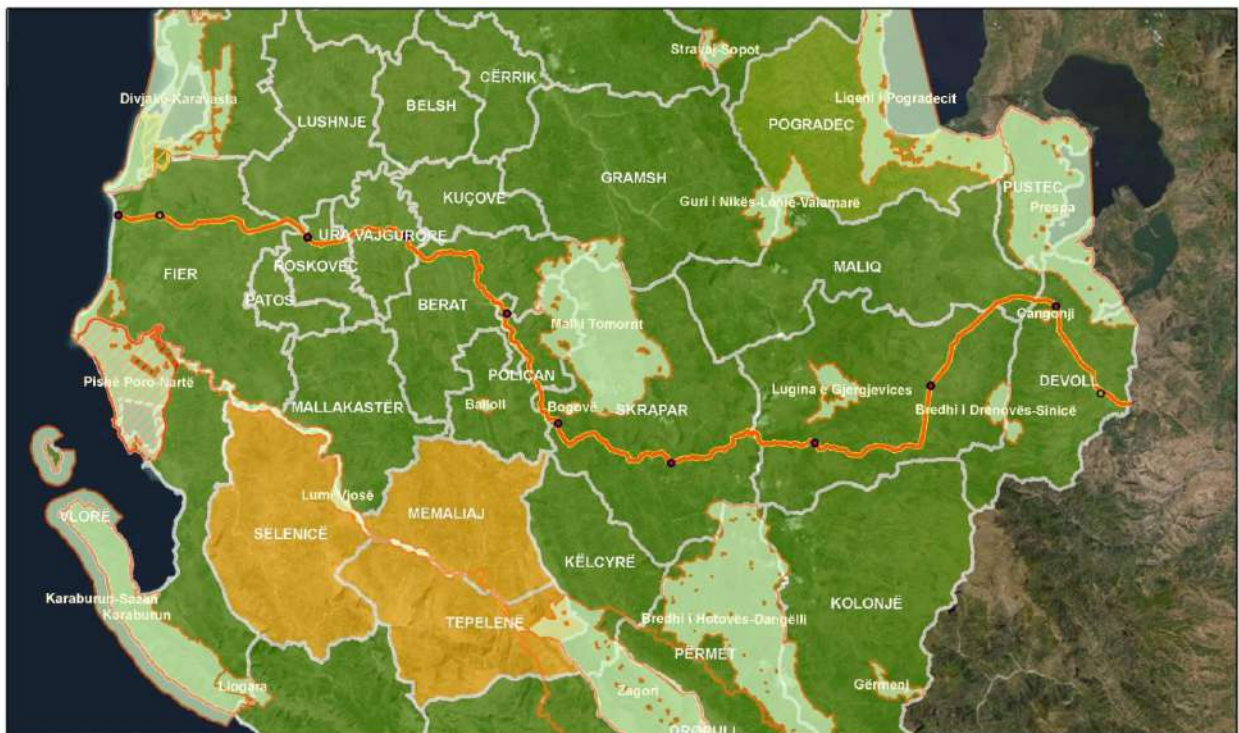 Stravaj-Sopot
ÇËRRIK
Divjakë-Karavasta
BELSH
Liqeni i Pogradecit
LUSHNJE
POGRADEC
GRAMSH
PUSTEC
KUÇOVË
Guri i Nikës-Lonië-Valamarë
Prespa
URA VAJGURORE
FIER
ROSKOVEC
MALIQ
PATOS
BERAT
Cangonji
Mali i Tomorrit
POLIÇAN
DEVOLL
Pishë Poro-Nartë
Lugina e Gjergjevices
MALLAKASTËR
Bogovë
SKRAPAR
Bredhi i Drenovës-Sinicë
Lumi Vjosë
VLORË
MEMALIAJ
SELENICË
KËLCYRË
Karaburun-Sazan
Karaburun
KOLONJË
TEPELENË
Bredhi i Hotovës-Dangëlli
PËRMET
Llogara
Zagori
Gërmenj